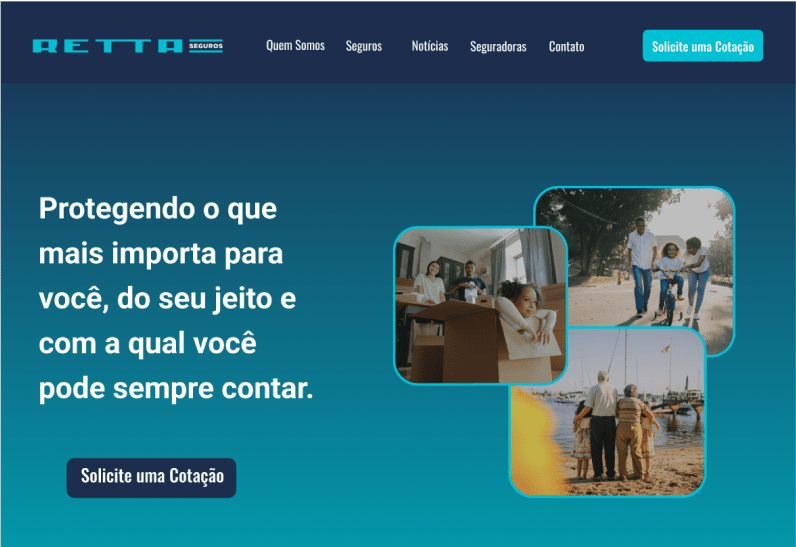 RETTA SEGUROS
Quem Somos
Seguros
Notícias
Seguradoras
Contato
Solicite uma Cotação
Protegendo o que
mais importa para
você, do seu jeito e
com a qual você
pode sempre contar.
Solicite uma Cotação